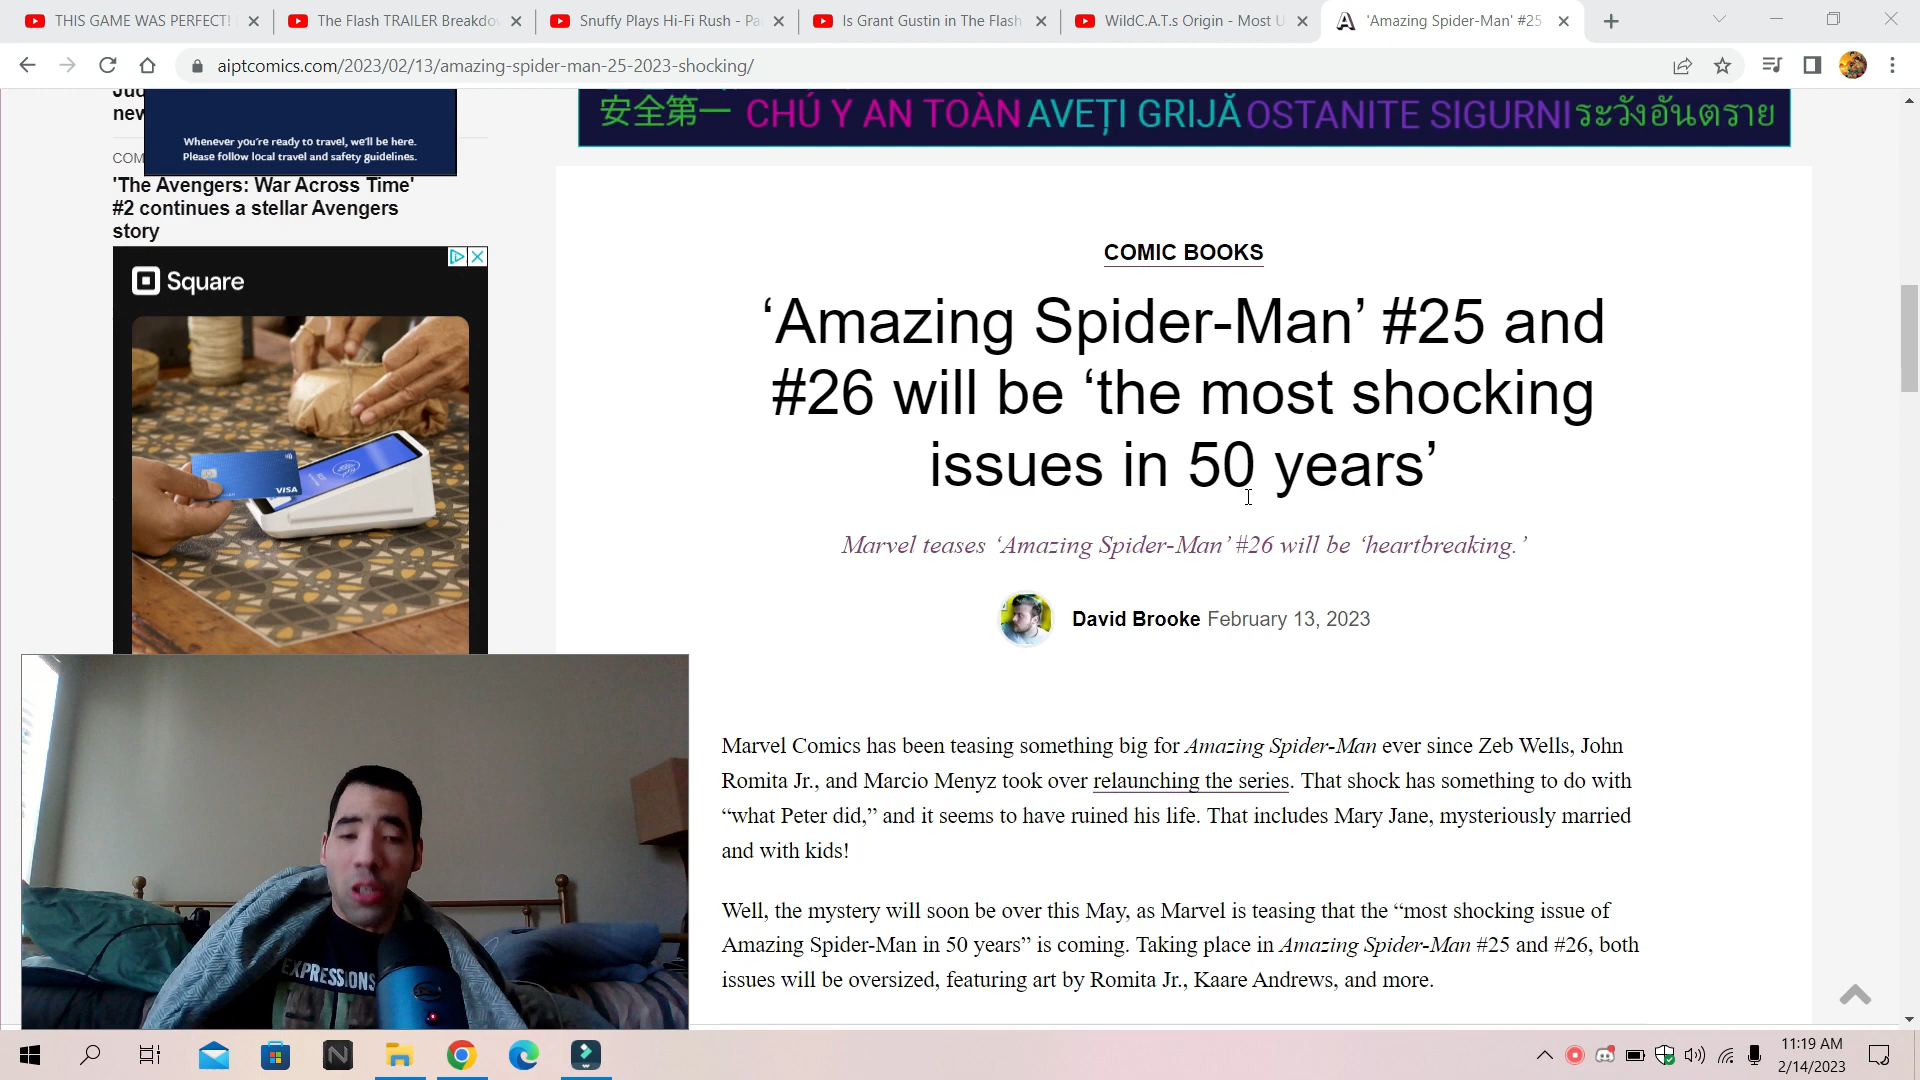 THIS GAME WAS PERFECT!
The Flash TRAILER Breakdo
Snuffy Plays Hi-Fi Rush - Pa
Is Grant Gustin in The Flash
WildC.A.T.s Origin - Most U
'Amazing Spider-Man' #25
aiptcomics.com/2023/02/13/amazing-spider-man-25-2023-shocking/
new
Whenever you're ready to travel, we'll be here.
Please follow local travel and safety guidelines.
COM
'The Avengers: War Across Time'
#2 continues a stellar Avengers
story
Square
VISA
安全第一 CHÚ Y AN TOÀN AVEȚI GRIJĂ OSTANITE SIGURNI ระวังอันตราย
COMIC BOOKS
‘Amazing Spider-Man’ #25 and
#26 will be ‘the most shocking
issues in 50 years’
Marvel teases ‘Amazing Spider-Man’ #26 will be ‘heartbreaking.’
David Brooke February 13, 2023
Marvel Comics has been teasing something big for Amazing Spider-Man ever since Zeb Wells, John
Romita Jr., and Marcio Menyz took over relaunching the series. That shock has something to do with
“what Peter did,” and it seems to have ruined his life. That includes Mary Jane, mysteriously married
and with kids!
Well, the mystery will soon be over this May, as Marvel is teasing that the “most shocking issue of
Amazing Spider-Man in 50 years” is coming. Taking place in Amazing Spider-Man #25 and #26, both
issues will be oversized, featuring art by Romita Jr., Kaare Andrews, and more.
EXPRESSIONS
11:19 AM
2/14/2023